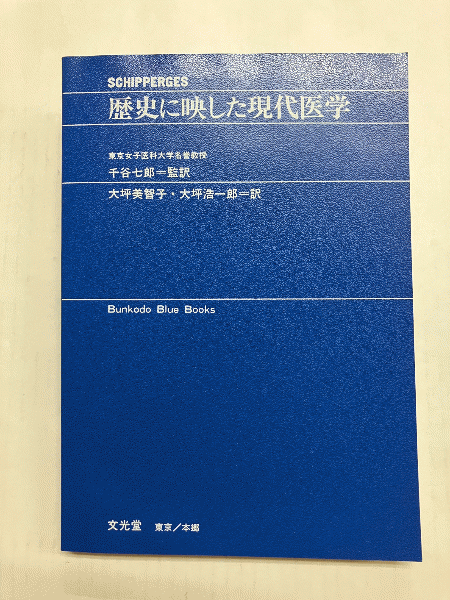 SCHIPPERGES
歴史に映した現代医学
東京女子医科大学名誉教授
千谷七郎=監訳
大坪美智子・大坪浩一郎=訳
Bunkodo Blue Books
文光堂 東京/本郷